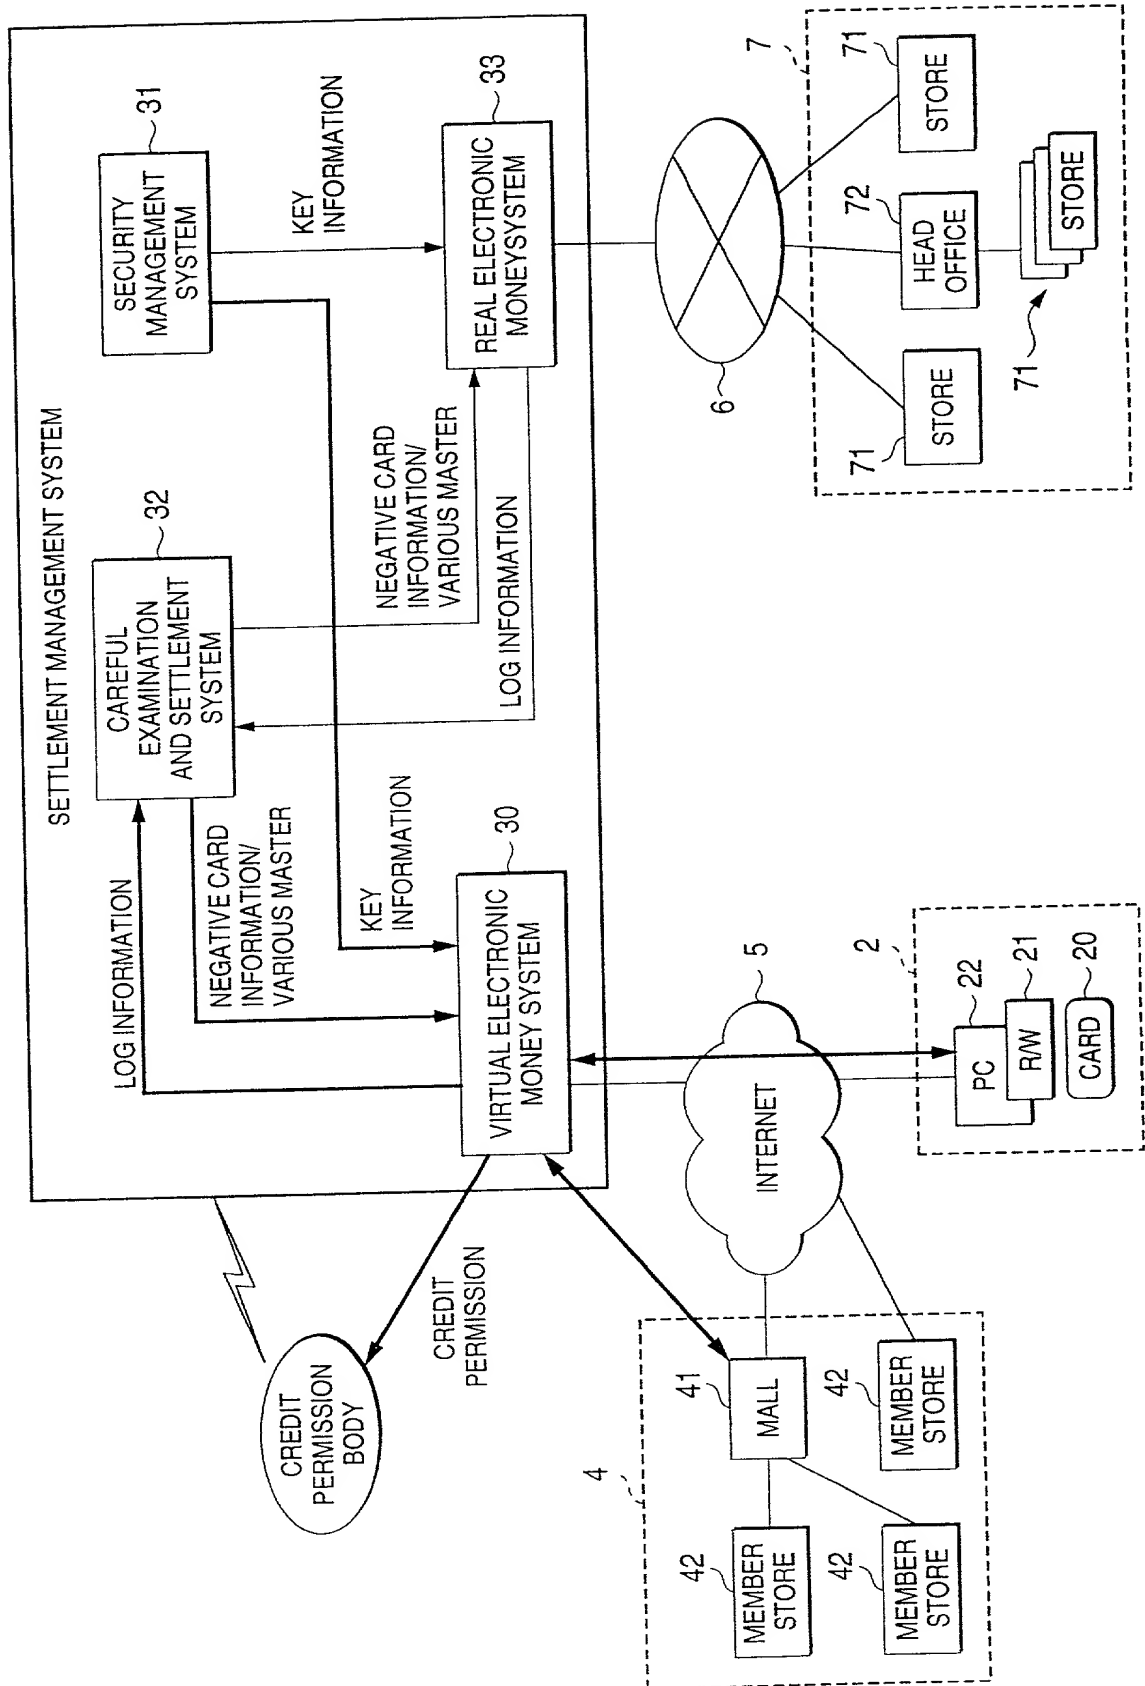 SETTLEMENT MANAGEMENT SYSTEM
31
SECURITY
MANAGEMENT
SYSTEM
32
CAREFUL
EXAMINATION
AND SETTLEMENT
SYSTEM
LOG INFORMATION
NEGATIVE CARD
INFORMATION/
VARIOUS MASTER
KEY
INFORMATION
KEY
INFORMATION
NEGATIVE CARD
INFORMATION/
VARIOUS MASTER
LOG INFORMATION
30
VIRTUAL ELECTRONIC
MONEY SYSTEM
33
REAL ELECTRONIC
MONEYSYSTEM
CREDIT
PERMISSION
BODY
CREDIT
PERMISSION
5
INTERNET
6
4
41
MALL
42
MEMBER
STORE
42
MEMBER
STORE
42
MEMBER
STORE
2
22
PC
21
R/W
20
CARD
7
71
STORE
72
HEAD
OFFICE
71
STORE
71
STORE